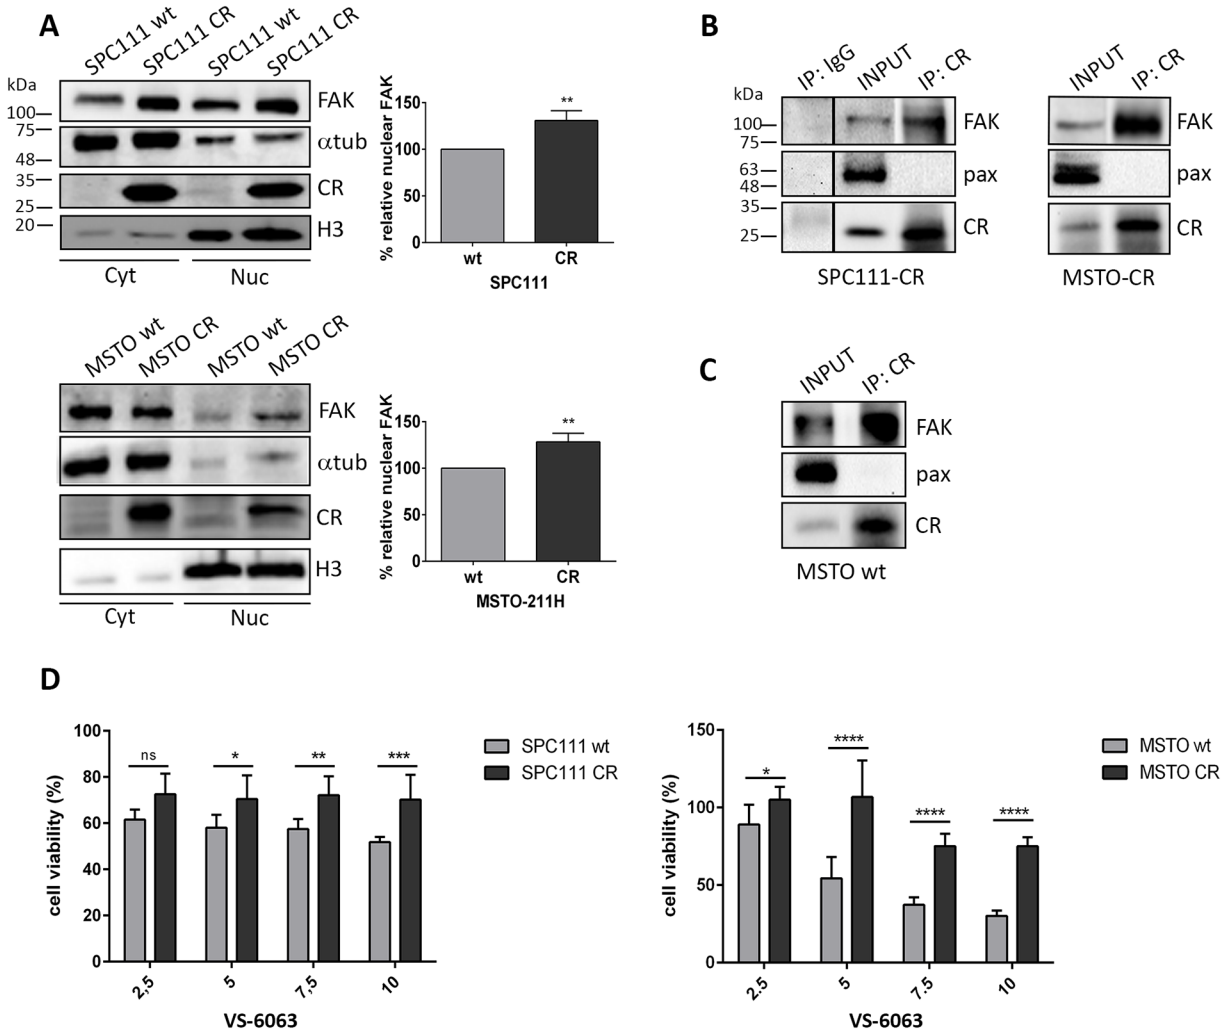 A
SPC111 wt
SPC111 CR
SPC111 wt
SPC111 CR
kDa
100
75
48
35
25
20
FAK
αtub
CR
H3
Cyt
Nuc
% relative nuclear FAK
150
100
50
0
**
wt
CR
SPC111
MSTO wt
MSTO CR
MSTO wt
MSTO CR
FAK
αtub
CR
H3
Cyt
Nuc
% relative nuclear FAK
150
100
50
0
**
wt
CR
MSTO-211H
B
IP: IgG
INPUT
IP: CR
kDa
100
75
63
48
35
25
FAK
pax
CR
SPC111-CR
INPUT
IP: CR
FAK
pax
CR
MSTO-CR
C
INPUT
IP: CR
FAK
pax
CR
MSTO wt
D
cell viability (%)
100
80
60
40
20
0
ns
*
**
***
SPC111 wt
SPC111 CR
2,5
5
7,5
10
VS-6063
cell viability (%)
150
100
50
0
*
****
****
****
MSTO wt
MSTO CR
2.5
5
7.5
10
VS-6063